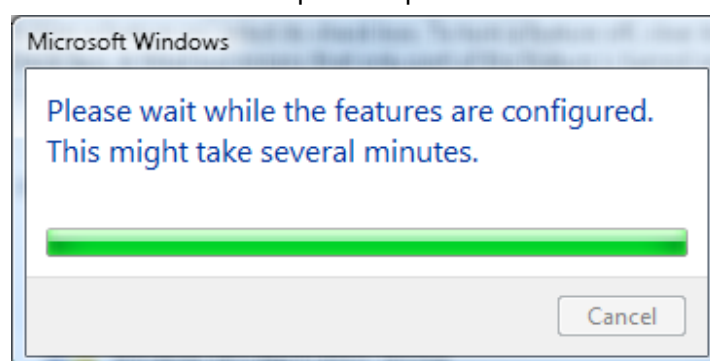 Microsoft Windows
Please wait while the features are configured.
This might take several minutes.
Cancel